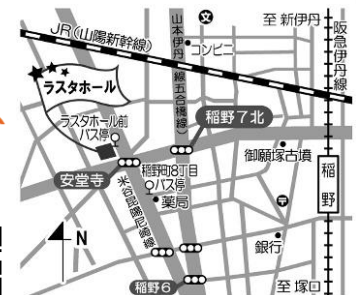 至 新伊丹
JR(山陽新幹線)
山本伊丹
線五合橋線)
コンビニ
阪急伊丹線
ラスタホール
ラスタホール前
バス停
稲野7北
御願塚古墳
稲野
安堂寺
稲野町8丁目
バス停
薬局
米谷昆陽尼崎線
銀行
N
稲野6
至 塚口